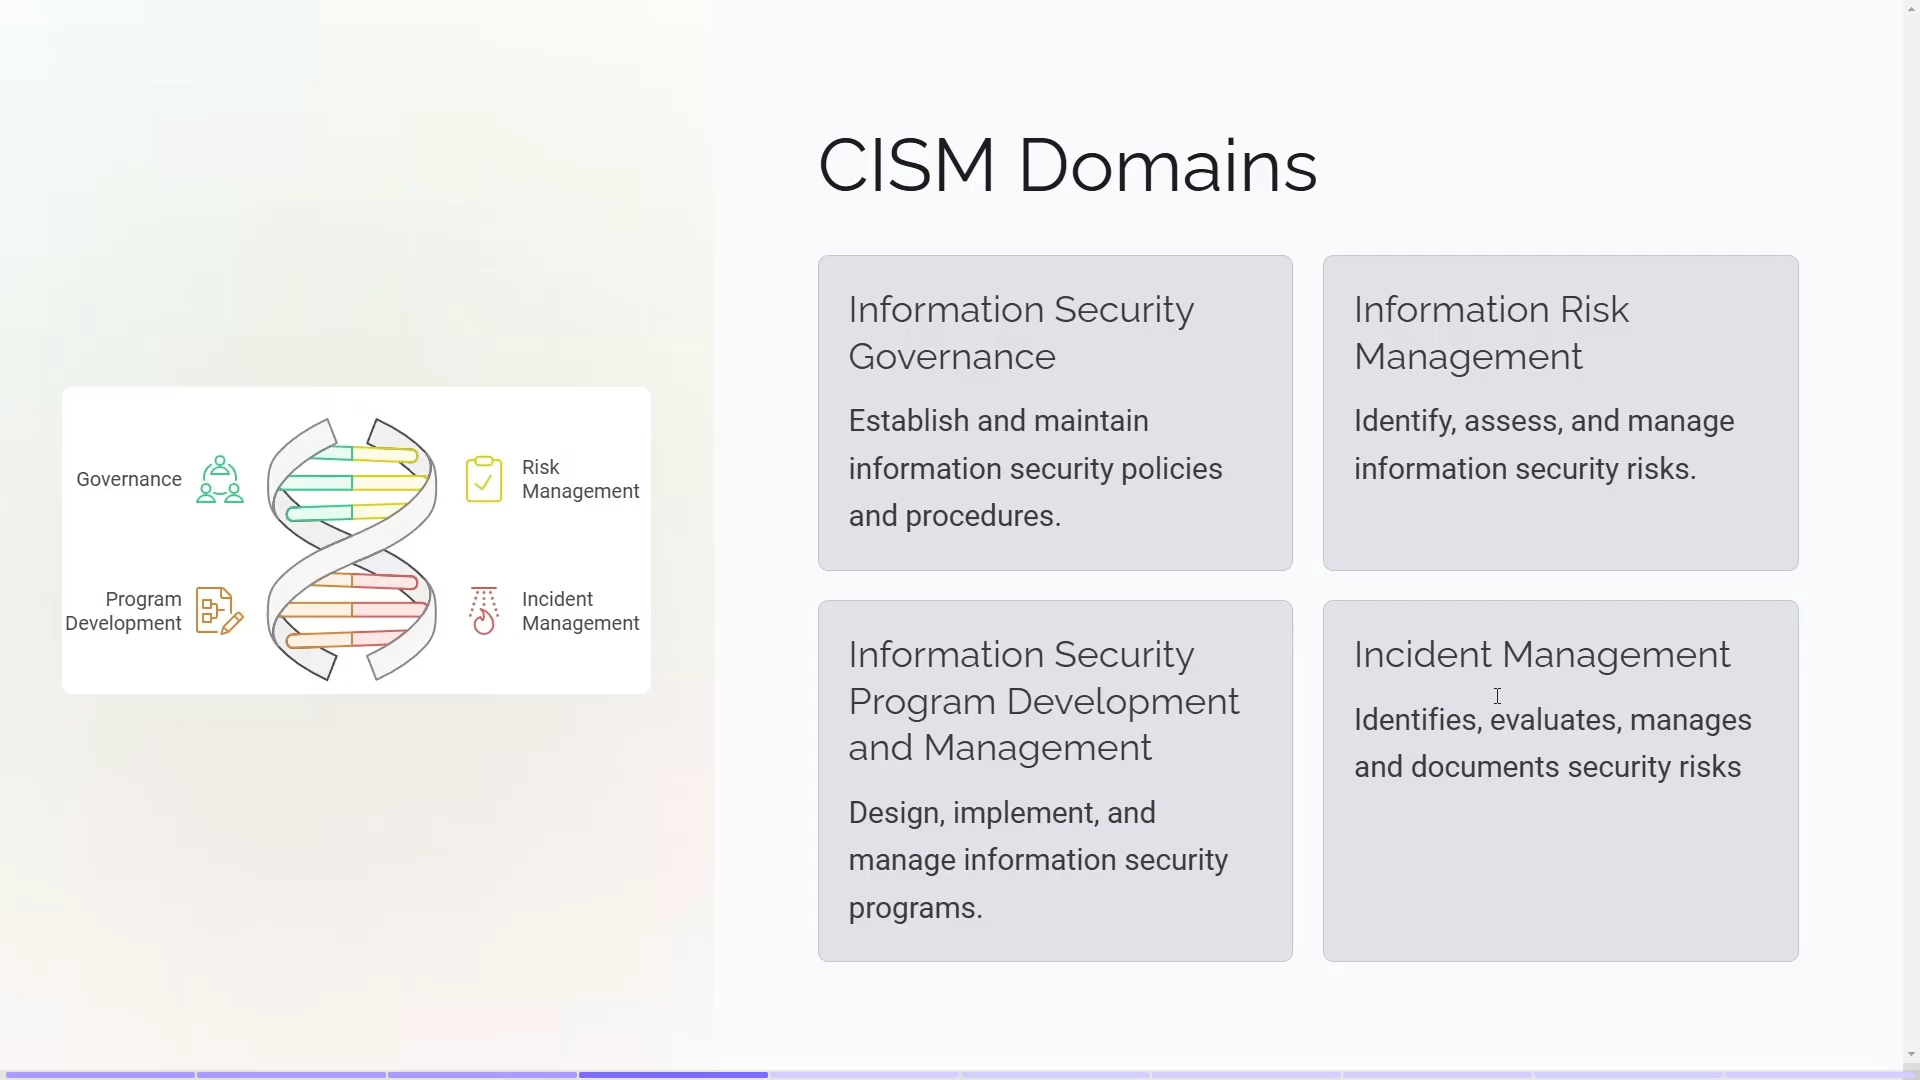 CISM Domains
Governance
Risk
Management
Program
Development
Incident
Management
Information Security
Governance
Establish and maintain
information security policies
and procedures.
Information Risk
Management
Identify, assess, and manage
information security risks.
Information Security
Program Development
and Management
Design, implement, and
manage information security
programs.
Incident Management
Identifies, evaluates, manages
and documents security risks